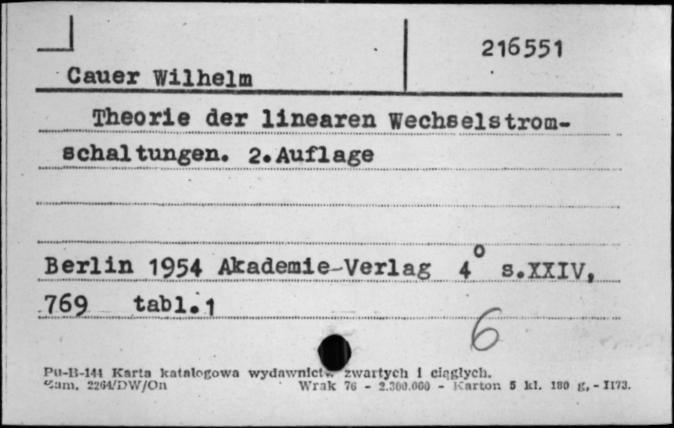 216551
Cauer Wilhelm
Theorie der linearen Wechselstrom-
schaltungen. 2.Auflage
Berlin 1954 Akademie-Verlag 4° s.XXIV,
769 tabl.1
6
Pu-B-144 Karta katalogowa wydawnictw zwartych i ciągłych.
Zam. 2264/DW/On Wrak 76 - 2.300.000 - Karton 5 kl. 180 g, - II73.